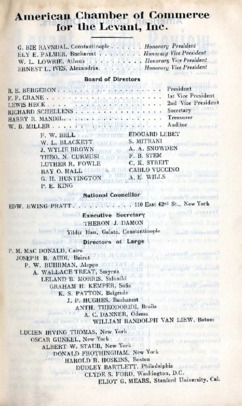 American Chamber of Commerce
for the Levant, Inc.
G. BIE RAVNDAL, Constantinople . . . Honorary President
RAY E. PALMER, Bucharest . . Honorary Vice President
W. L. LOWRIE, Athens . . . . Honorary Vice President
ERNEST L. IVES, Alexandria. . . Honorary Vice President
Board of Directors
E. E. BERGERON . . . . President
F. F. CRANE . . . . 1st Vice President
LEWIS HECK . . . . 2nd Vice President
RICHARD SCHELLENS . . . . Secretary
HARRY R. MANDIL . . . . Treasurer
W. B. MILLER . . . . Auditor
F. W. BELL
W. L. BLACKETT
J. WYLIE BROWN
THEO. N. CURMUSI
LUTHER R. FOWLE
RAY O. HALL
G. H. HUNTINGTON
P. E. KING
EDOUARD LEBET
S. MITRANI
A. A. SNOWDEN
F. B. STEM
C. K. STREIT
CARLO VUCCINO
A. E. WILLS
National Councillor
EDW. EWING PRATT . . . . 110 East 42nd St., New York
Executive Secretary
THERON J. DAMON
Yildiz Han, Galata, Constantinople
Directors at Large
P. M. MAC DONALD, Cairo
JOSEPH R. AHOL, Beirut
P. W. BUHRMAN, Aleppo
A. WALLACE TREAT, Smyrna
LELAND B. MORRIS, Saloniki
GRAHAM H. KEMPER, Sofia
K. S. PATTON, Belgrade
J. P. HUGHES, Bucharest
ANTH. THEODORIDI, Braila
A. C. DANNER, Odessa
WILLIAM RANDOLPH VAN LIEW, Batum
LUCIEN IRVING THOMAS, New York
OSCAR GUNKEL, New York
ALBERT W. STAUB, New York
DONALD FROTHINGHAM, New York
HAROLD B. HOSKINS, Boston
DUDLEY BARTLETT, Philadelphia
CLYDE S. FORD, Washington, D.C.
ELIOT G. MEARS, Stanford University, Cal.